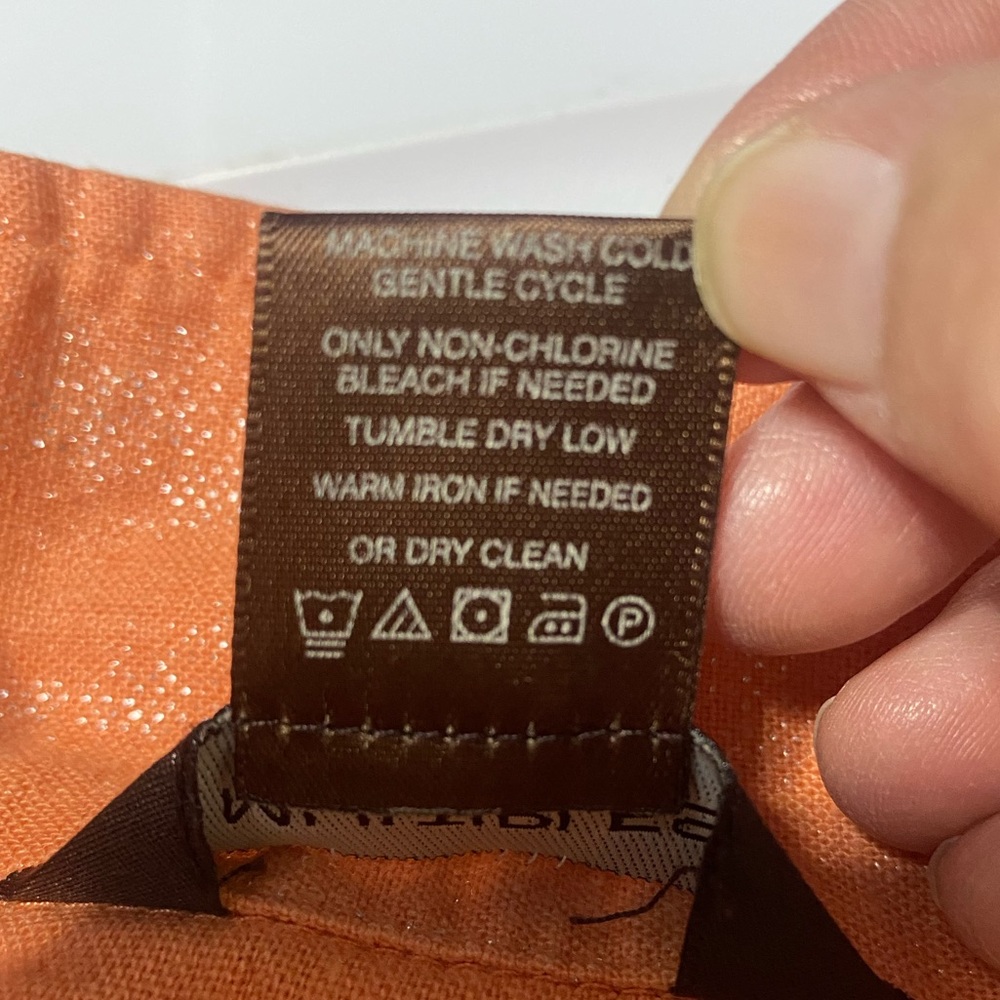 MACHINE WASH COLD
GENTLE CYCLE
ONLY NON-CHLORINE
BLEACH IF NEEDED
TUMBLE DRY LOW
WARM IRON IF NEEDED
OR DRY CLEAN
P